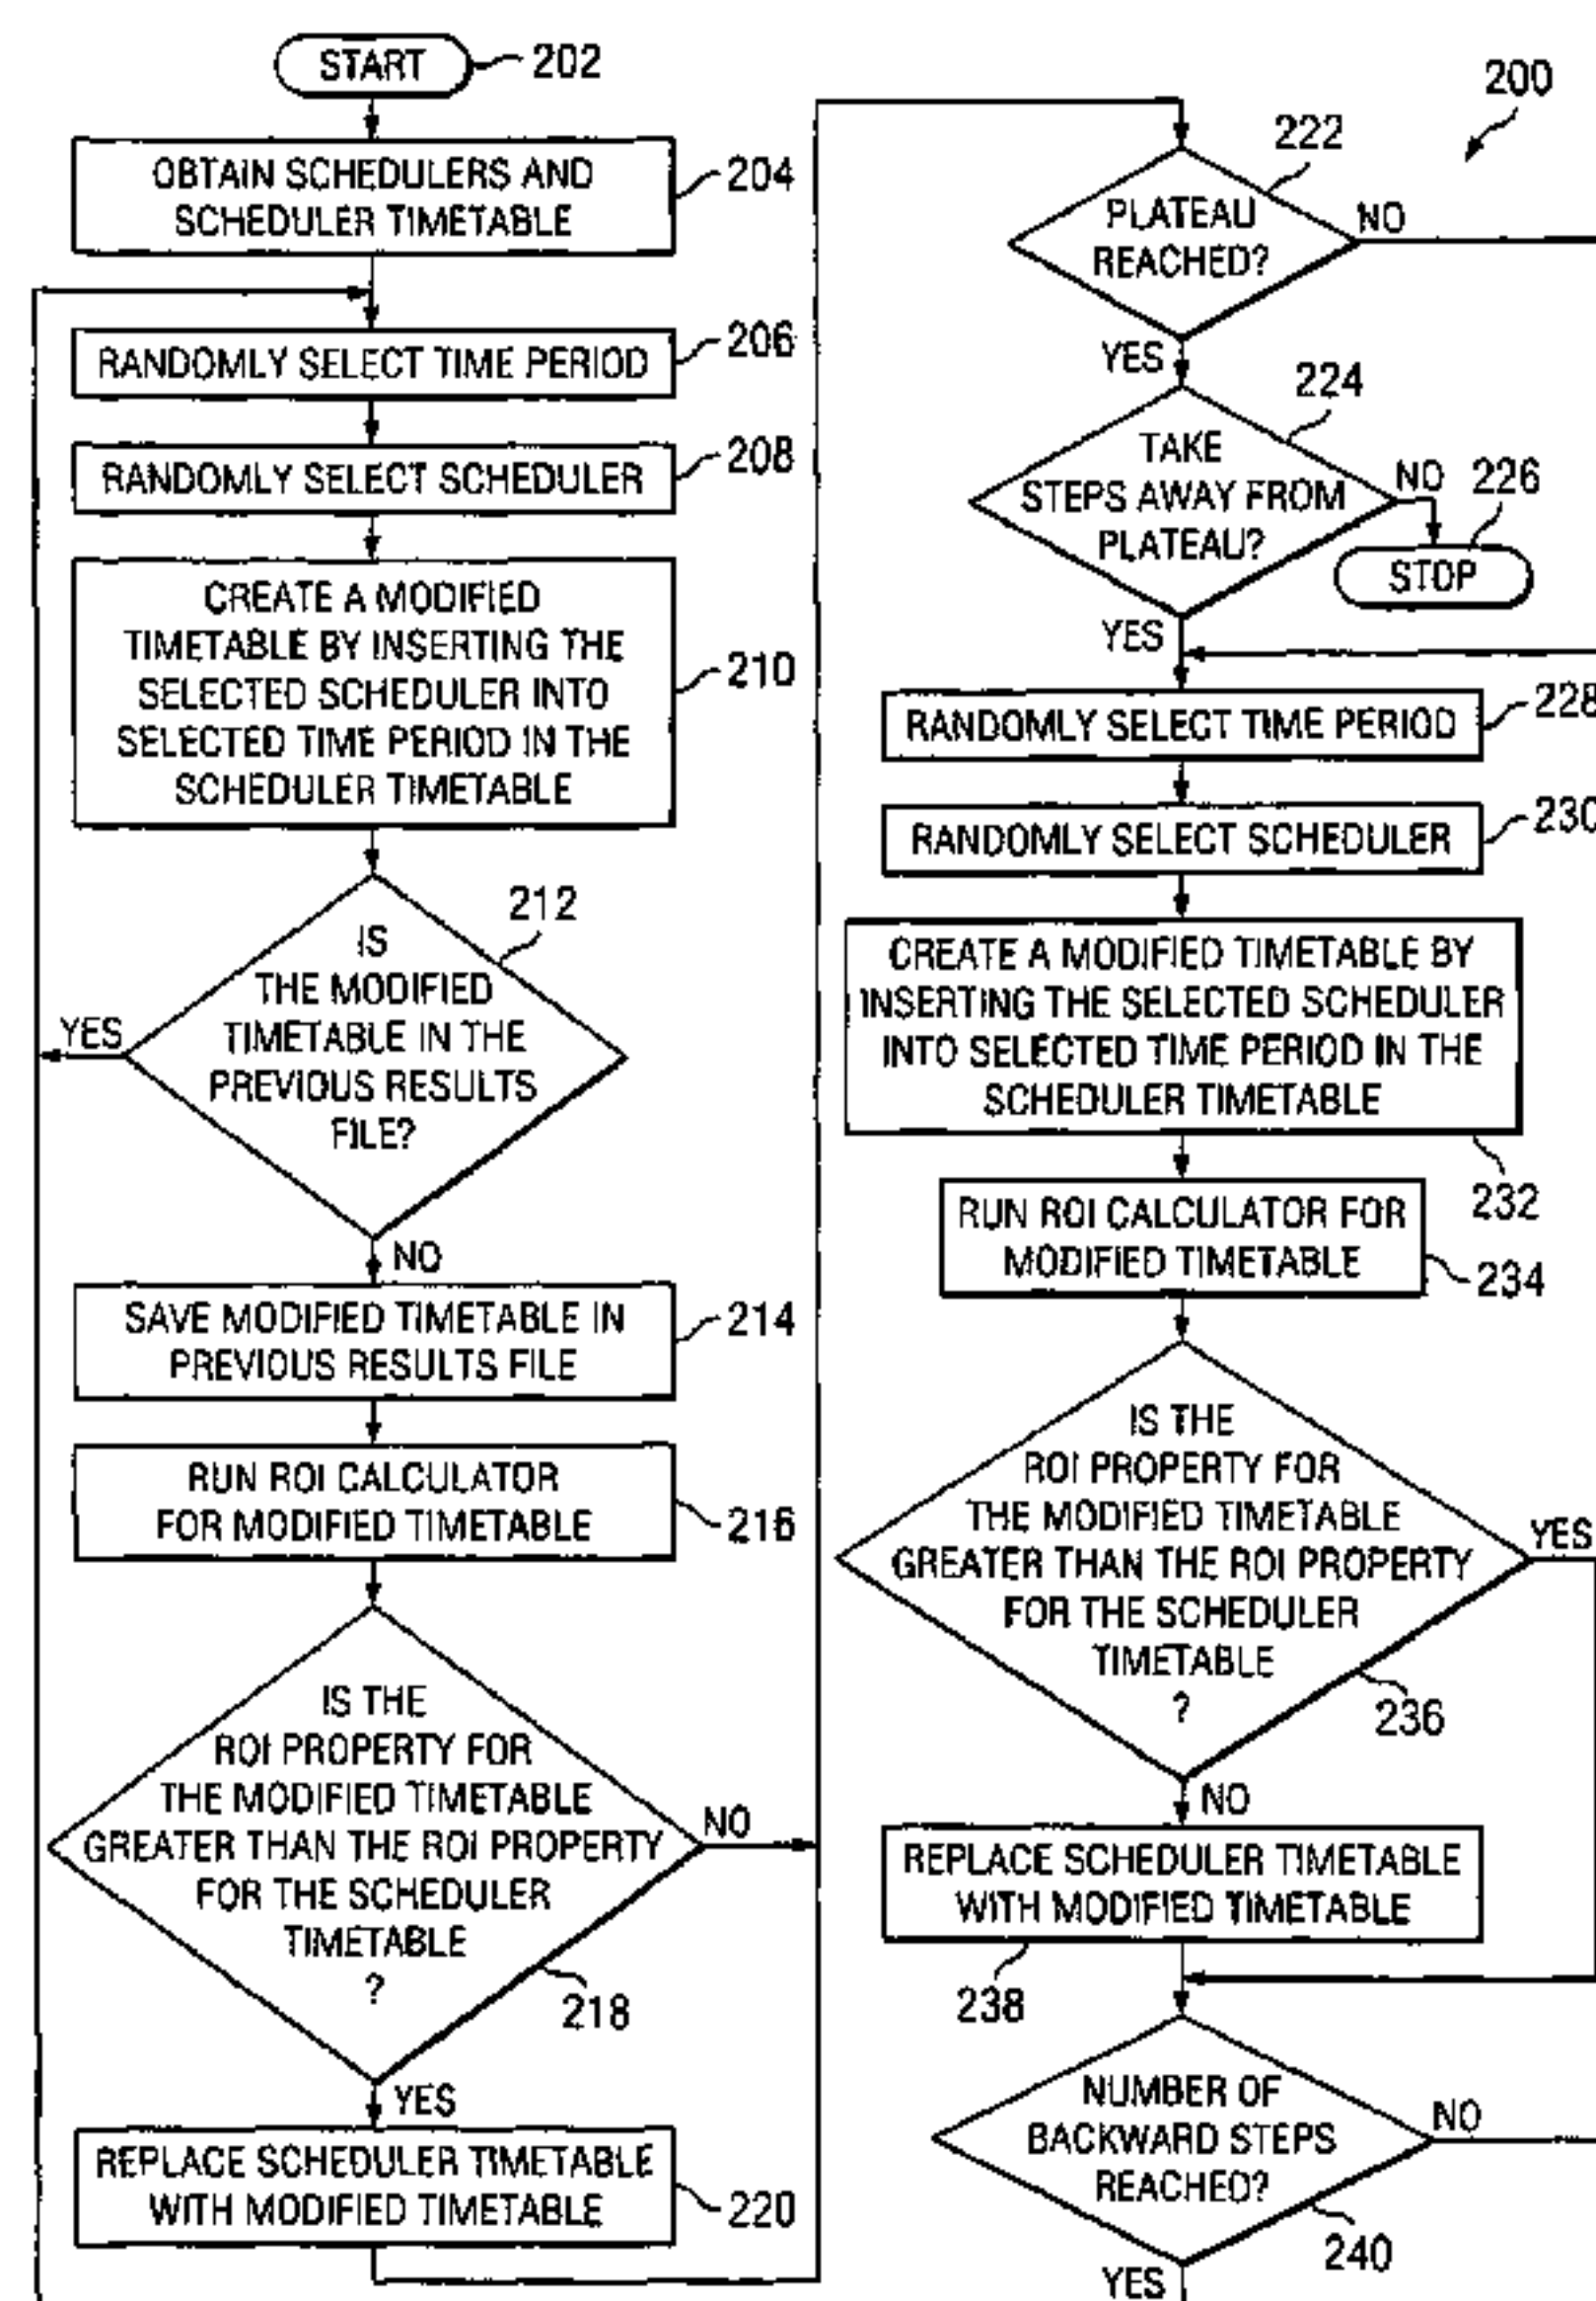 START
202
OBTAIN SCHEDULERS AND
SCHEDULER TIMETABLE
204
RANDOMLY SELECT TIME PERIOD
206
RANDOMLY SELECT SCHEDULER
208
CREATE A MODIFIED
TIMETABLE BY INSERTING THE
SELECTED SCHEDULER INTO
SELECTED TIME PERIOD IN THE
SCHEDULER TIMETABLE
210
212
IS
THE MODIFIED
TIMETABLE IN THE
PREVIOUS RESULTS
FILE?
YES
NO
SAVE MODIFIED TIMETABLE IN
PREVIOUS RESULTS FILE
214
RUN ROI CALCULATOR
FOR MODIFIED TIMETABLE
216
IS THE
ROI PROPERTY FOR
THE MODIFIED TIMETABLE
GREATER THAN THE ROI PROPERTY
FOR THE SCHEDULER
TIMETABLE
?
NO
218
YES
REPLACE SCHEDULER TIMETABLE
WITH MODIFIED TIMETABLE
220
200
222
PLATEAU
REACHED?
NO
YES
224
TAKE
STEPS AWAY FROM
PLATEAU?
NO
226
STOP
YES
RANDOMLY SELECT TIME PERIOD
228
RANDOMLY SELECT SCHEDULER
230
CREATE A MODIFIED TIMETABLE BY
INSERTING THE SELECTED SCHEDULER
INTO SELECTED TIME PERIOD IN THE
SCHEDULER TIMETABLE
232
RUN ROI CALCULATOR FOR
MODIFIED TIMETABLE
234
IS THE
ROI PROPERTY FOR
THE MODIFIED TIMETABLE
GREATER THAN THE ROI PROPERTY
FOR THE SCHEDULER
TIMETABLE
?
YES
236
NO
REPLACE SCHEDULER TIMETABLE
WITH MODIFIED TIMETABLE
238
NUMBER OF
BACKWARD STEPS
REACHED?
NO
240
YES